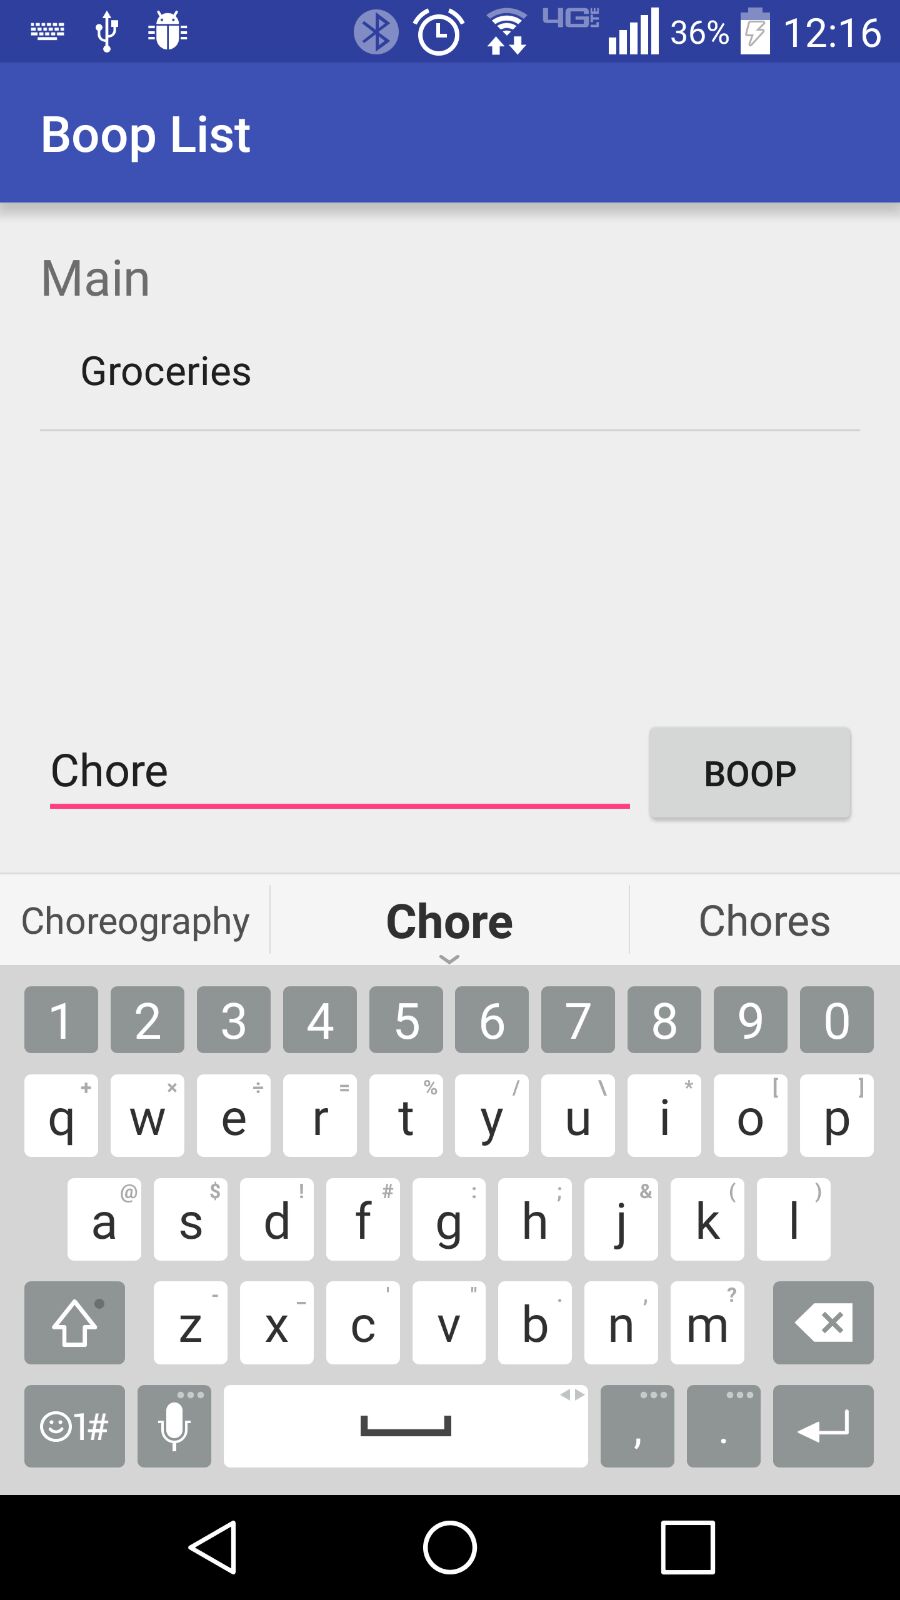 4G LTE 36% 12:16
Boop List
Main
Groceries
Chore
BOOP
Choreography Chore Chores
1 2 3 4 5 6 7 8 9 0
+ × ÷ = % / \ * [ ]
q w e r t y u i o p
@ $ ! # : ; & ( )
a s d f g h j k l
- _ ' " . , ?
z x c v b n m
1# , .